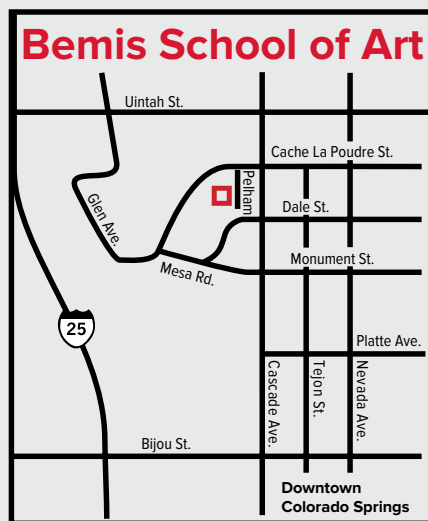 Bemis School of Art
Uintah St.
Cache La Poudre St.
Pelham
Glen Ave.
Dale St.
Mesa Rd.
Monument St.
25
Platte Ave.
Cascade Ave.
Tejon St.
Nevada Ave.
Bijou St.
Downtown
Colorado Springs